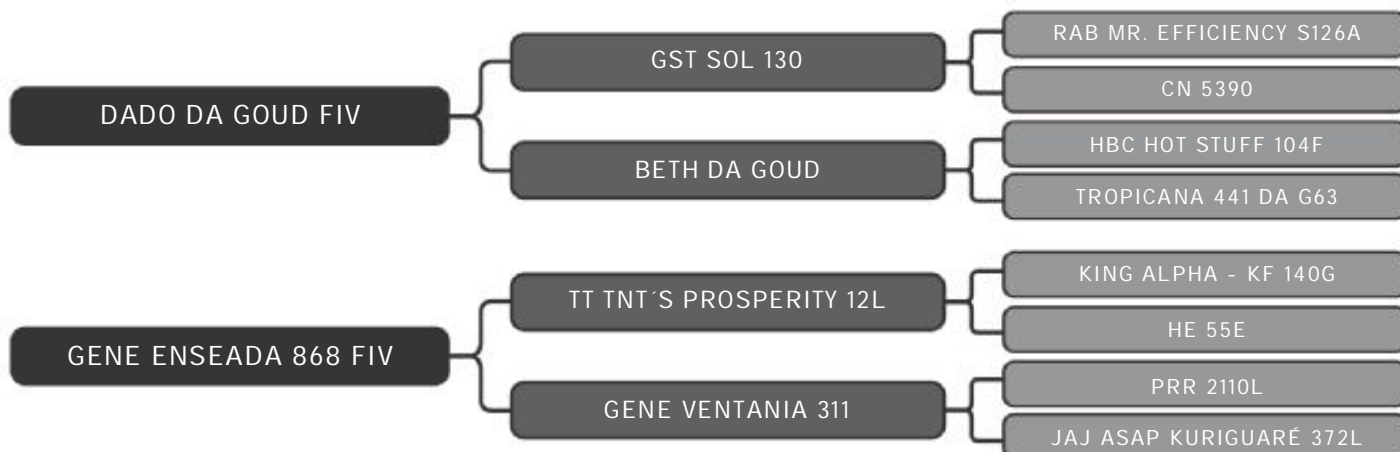 DADO DA GOUD FIV
GST SOL 130
RAB MR. EFFICIENCY S126A
CN 5390
BETH DA GOUD
HBC HOT STUFF 104F
TROPICANA 441 DA G63
GENE ENSEADA 868 FIV
TT TNT´S PROSPERITY 12L
KING ALPHA - KF 140G
HE 55E
GENE VENTANIA 311
PRR 2110L
JAJ ASAP KURIGUARÉ 372L